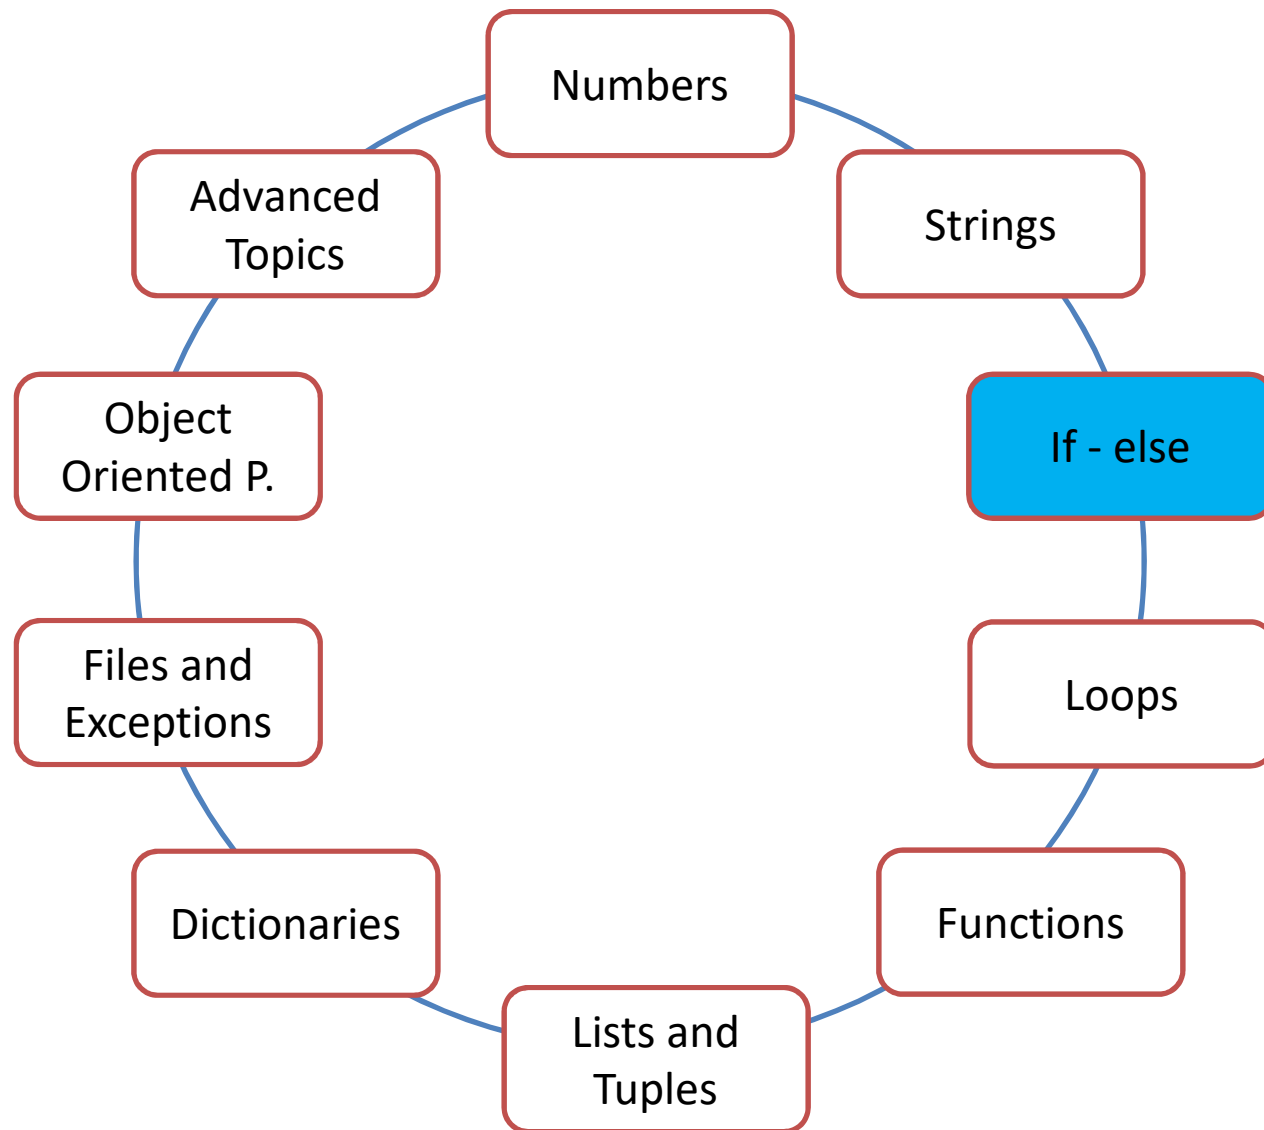 Numbers
Strings
If - else
Loops
Functions
Lists and
Tuples
Dictionaries
Files and
Exceptions
Object
Oriented P.
Advanced
Topics